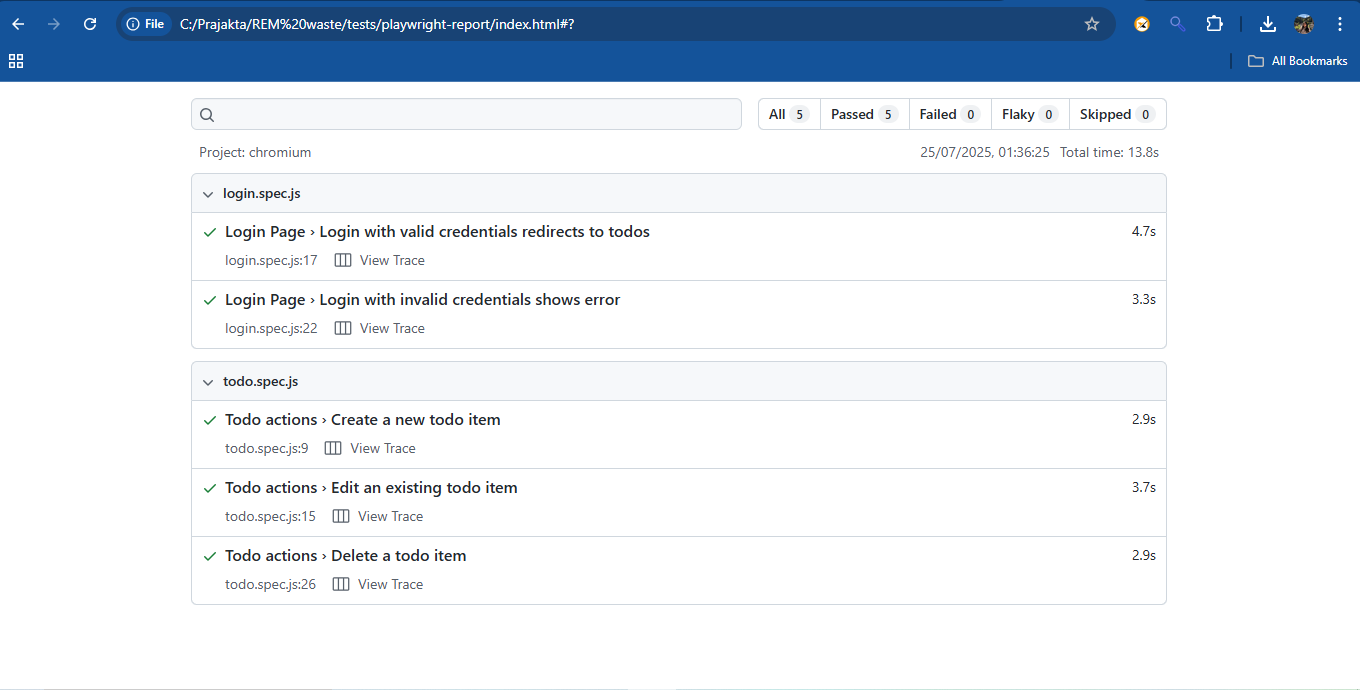 File C:/Prajakta/REM%20waste/tests/playwright-report/index.html#?
All Bookmarks
All 5 Passed 5 Failed 0 Flaky 0 Skipped 0
Project: chromium 25/07/2025, 01:36:25 Total time: 13.8s
login.spec.js
Login Page › Login with valid credentials redirects to todos 4.7s
login.spec.js:17 View Trace
Login Page › Login with invalid credentials shows error 3.3s
login.spec.js:22 View Trace
todo.spec.js
Todo actions › Create a new todo item 2.9s
todo.spec.js:9 View Trace
Todo actions › Edit an existing todo item 3.7s
todo.spec.js:15 View Trace
Todo actions › Delete a todo item 2.9s
todo.spec.js:26 View Trace